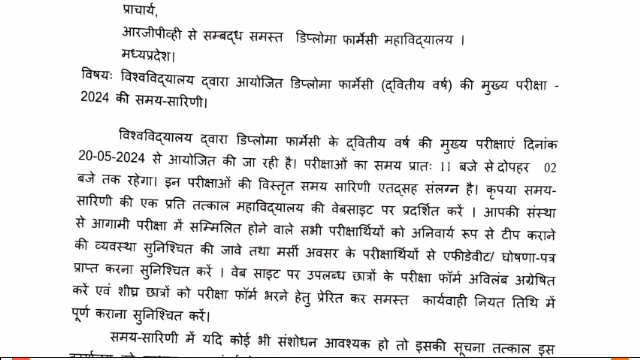 प्राचार्य,
आरजीपीव्ही से सम्बद्ध समस्त डिप्लोमा फार्मेसी महाविद्यालय ।
मध्यप्रदेश।
विषयः विश्वविद्यालय द्वारा आयोजित डिप्लोमा फार्मेसी (द्वितीय वर्ष) की मुख्य परीक्षा -
2024 की समय-सारिणी।
विश्वविद्यालय द्वारा डिप्लोमा फार्मेसी के द्वितीय वर्ष की मुख्य परीक्षाएं दिनांक
20-05-2024 से आयोजित की जा रही है। परीक्षाओं का समय प्रातः 11 बजे से दोपहर 02
बजे तक रहेगा। इन परीक्षाओं की विस्तृत समय सारिणी एतद्सह संलग्न है। कृपया समय-
सारिणी की एक प्रति तत्काल महाविद्यालय की वेबसाइट पर प्रदर्शित करें । आपकी संस्था
से आगामी परीक्षा में सम्मिलित होने वाले सभी परीक्षार्थियों को अनिवार्य रूप से टीप कराने
की व्यवस्था सुनिश्चित की जावे तथा मर्सी अवसर के परीक्षार्थियों से एफीडेवीट/ घोषणा-पत्र
प्राप्त करना सुनिश्चित करें । वेब साइट पर उपलब्ध छात्रों के परीक्षा फॉर्म अविलंब अग्रेषित
करें एवं शीघ्र छात्रों को परीक्षा फॉर्म भरने हेतु प्रेरित कर समस्त कार्यवाही नियत तिथि में
पूर्ण कराना सुनिश्चित करें।
समय-सारिणी में यदि कोई भी संशोधन आवश्यक हो तो इसकी सूचना तत्काल इस